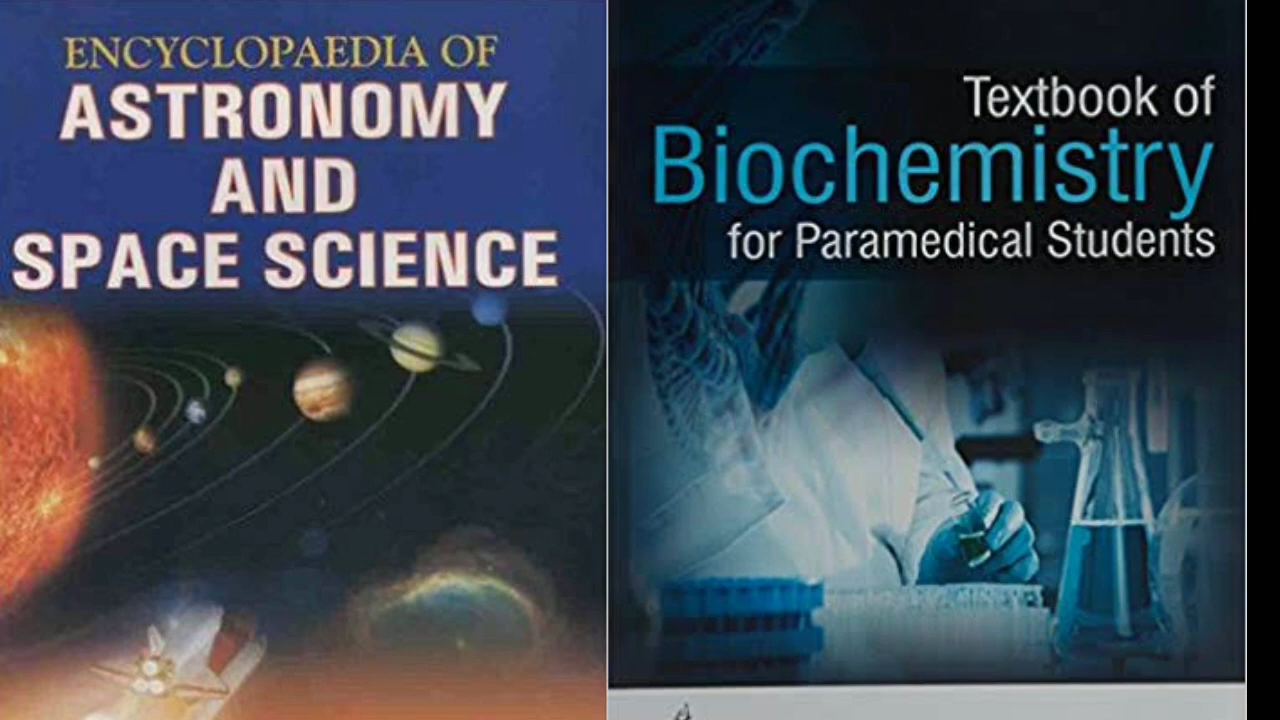 ENCYCLOPAEDIA OF
ASTRONOMY
AND
SPACE SCIENCE
Textbook of
Biochemistry
for Paramedical Students